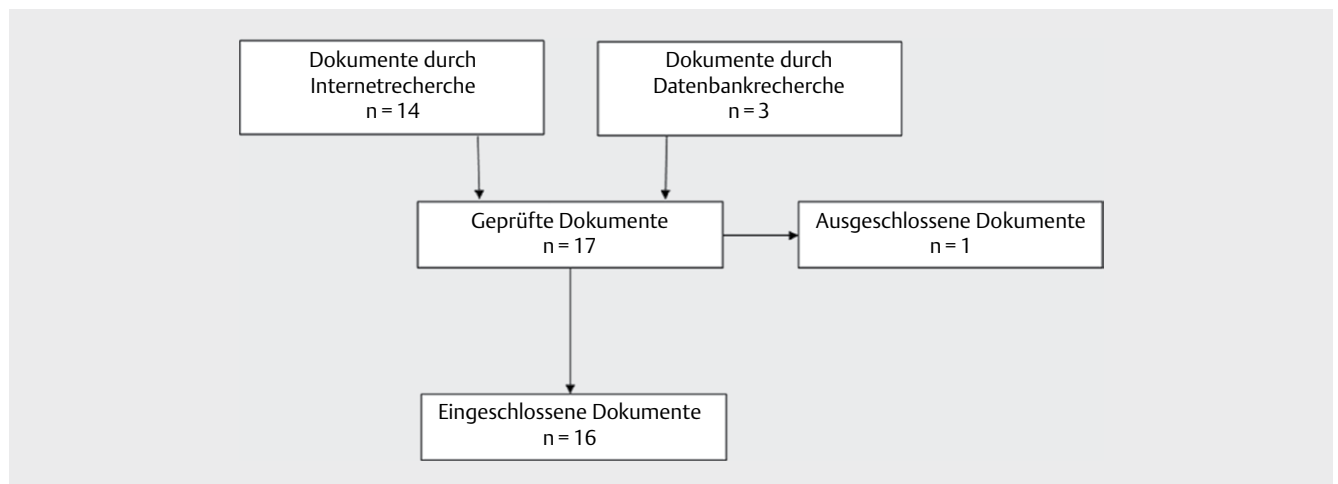 Dokumente durch
Internetrecherche
n = 14
Dokumente durch
Datenbankrecherche
n = 3
Geprüfte Dokumente
n = 17
Ausgeschlossene Dokumente
n = 1
Eingeschlossene Dokumente
n = 16